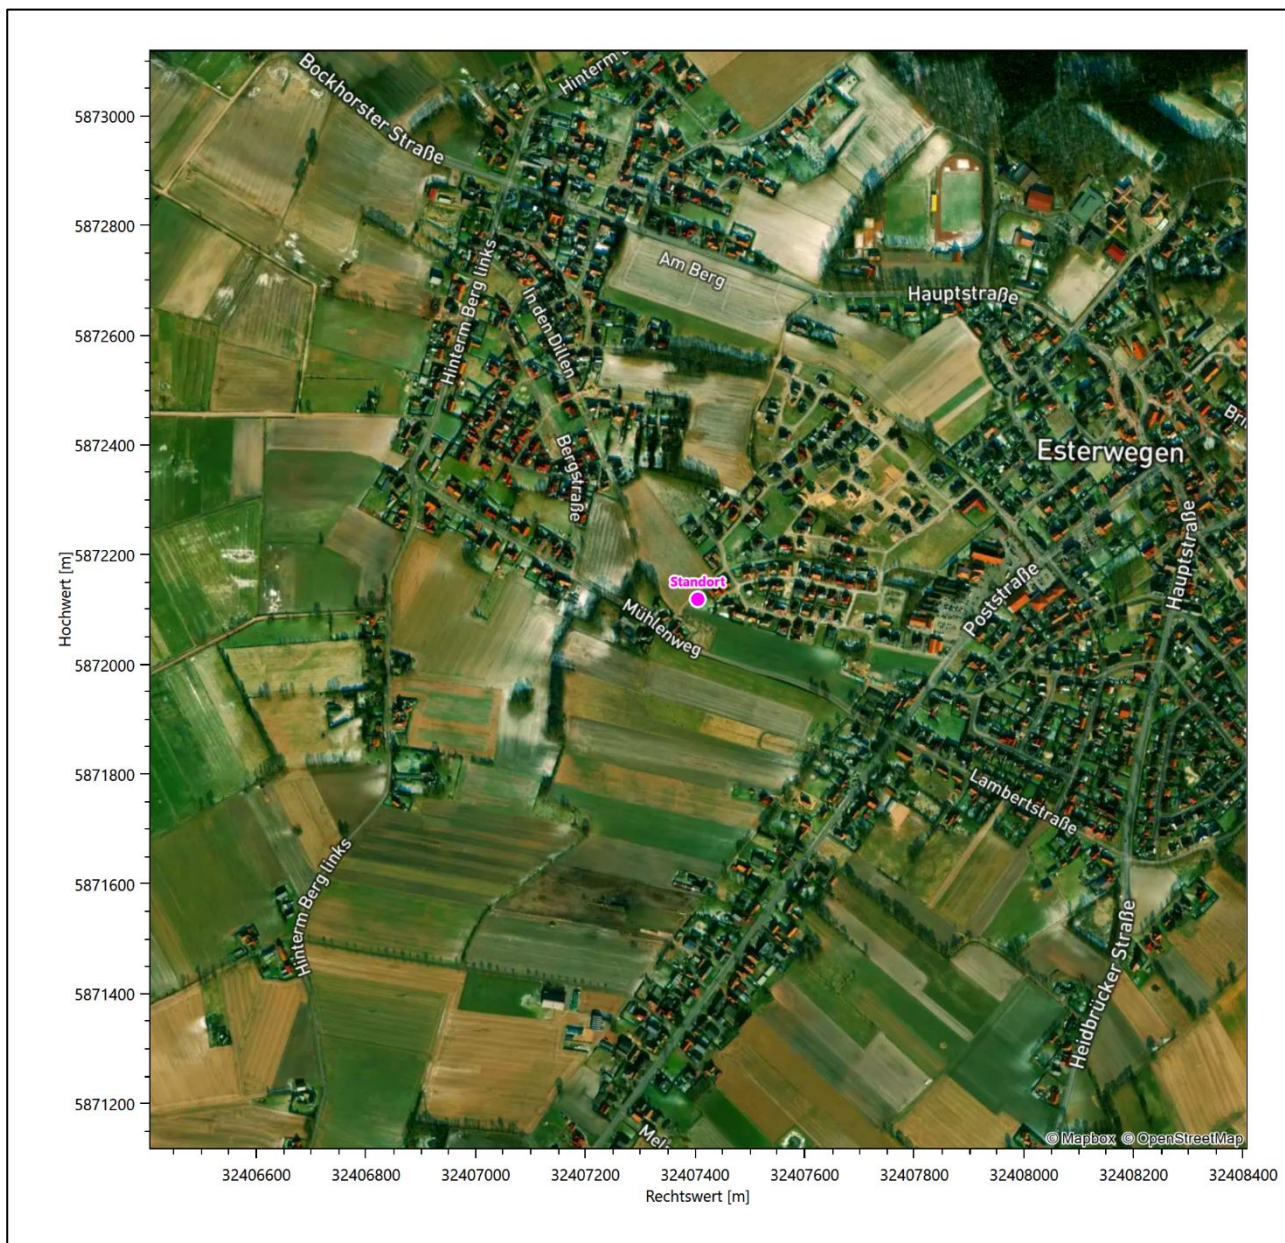 Hinterm
Bockhorster Straße
5873000
5872800
Hinterm Berg links
Am Berg
Hauptstraße
In den Dillen
5872600
Bergstraße
5872400
Esterwegen
Bri
Hauptstraße
5872200
Standort
Poststraße
Hochwert [m]
Mühlenweg
5872000
5871800
Lambertstraße
Hinterm Berg links
5871600
Heidbrücker Straße
5871400
5871200
Mel
© Mapbox © OpenStreetMap
32406600 32406800 32407000 32407200 32407400 32407600 32407800 32408000 32408200 32408400
Rechtswert [m]